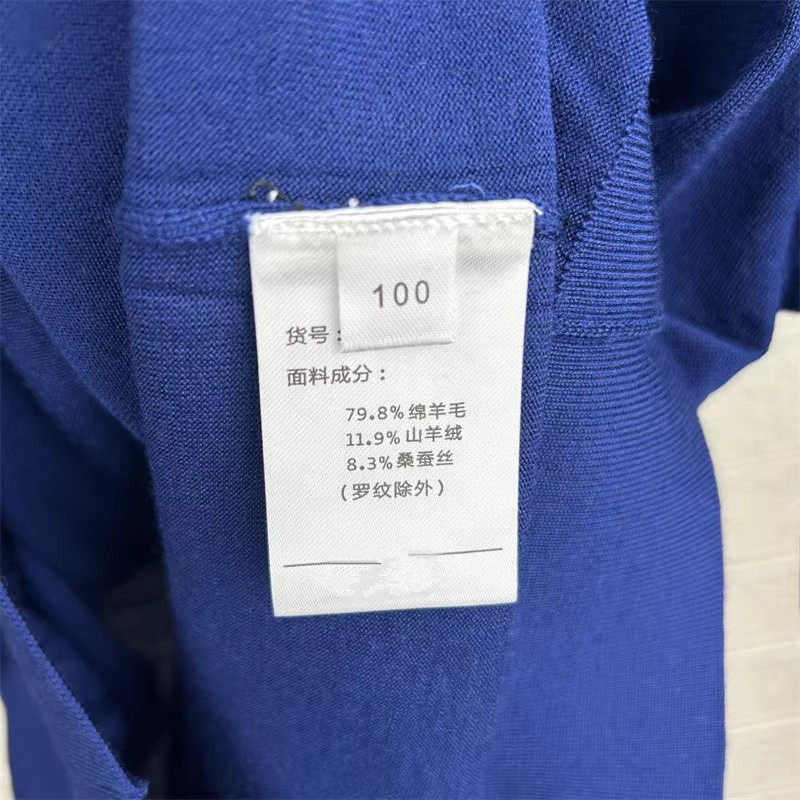 100
货号：
面料成分：
79.8%绵羊毛
11.9%山羊绒
8.3%桑蚕丝
(罗纹除外)